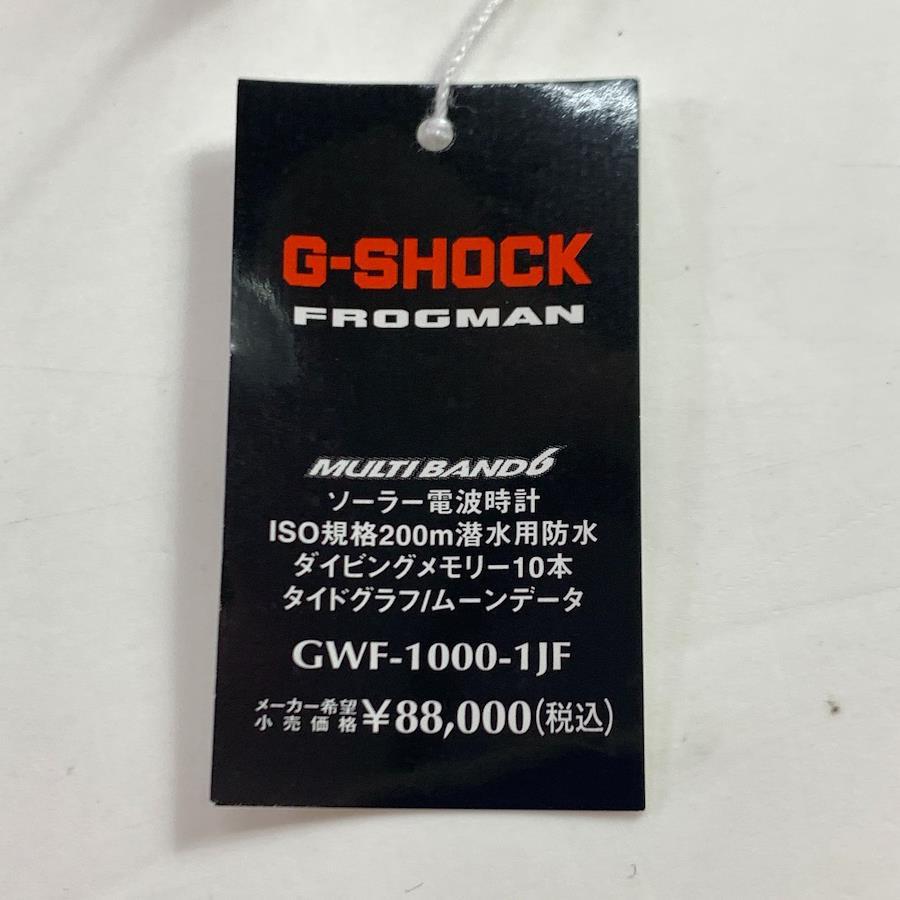 G-SHOCK
FROGMAN
MULTI BAND 6
ソーラー電波時計
ISO規格200m潜水用防水
ダイビングメモリー10本
タイドグラフ/ムーンデータ
GWF-1000-1JF
メーカー希望小売価格 ¥88,000(税込)